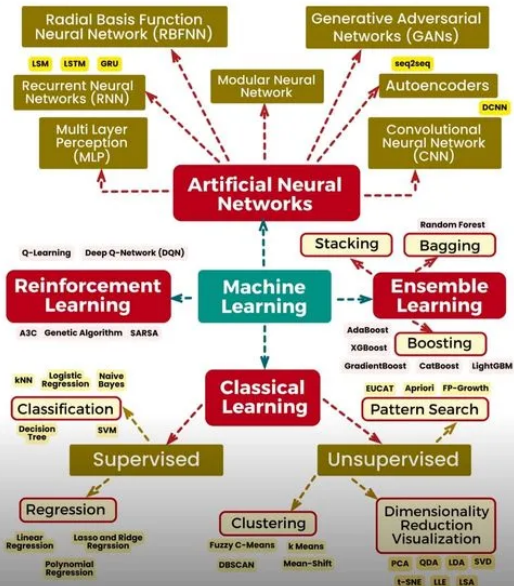 Radial Basis Function
Neural Network (RBFNN)
Generative Adversarial
Networks (GANs)
LSM LSTM GRU
seq2seq
Recurrent Neural
Networks (RNN)
Modular Neural
Network
Autoencoders
DCNN
Multi Layer
Perception
(MLP)
Convolutional
Neural Network
(CNN)
Artificial Neural
Networks
Random Forest
Stacking
Bagging
Q-Learning Deep Q-Network (DQN)
Reinforcement
Learning
Machine
Learning
Ensemble
Learning
A3C Genetic Algorithm SARSA
AdaBoost
XGBoost
Boosting
GradientBoost CatBoost LightGBM
kNN
Logistic
Regression
Naive
Bayes
Classification
Decision
Tree
SVM
Classical
Learning
EUCAT Apriori FP-Growth
Pattern Search
Supervised
Unsupervised
Regression
Linear
Regression
Lasso and Ridge
Regrssion
Polynomial
Regression
Clustering
Fuzzy C-Means k Means
DBSCAN Mean-Shift
Dimensionality
Reduction
Visualization
PCA QDA LDA SVD
t-SNE LLE LSA